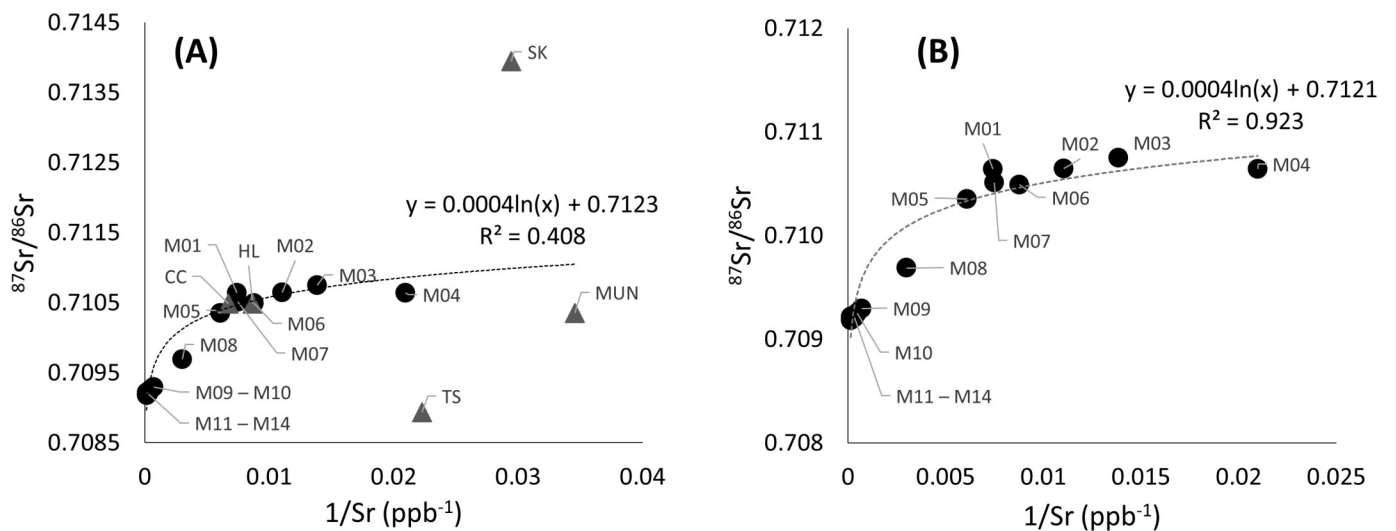 (A)
⁸⁷Sr/⁸⁶Sr
0.7145
0.7135
0.7125
0.7115
0.7105
0.7095
0.7085
SK
y = 0.0004ln(x) + 0.7123
R² = 0.408
M01
HL
M02
CC
M03
M05
M04
MUN
M06
M08
M07
M09 – M10
TS
M11 – M14
0
0.01
0.02
0.03
0.04
1/Sr (ppb⁻¹)
(B)
⁸⁷Sr/⁸⁶Sr
0.712
0.711
0.710
0.709
0.708
y = 0.0004ln(x) + 0.7121
R² = 0.923
M01
M02
M03
M04
M05
M06
M07
M08
M09
M10
M11 – M14
0
0.005
0.01
0.015
0.02
0.025
1/Sr (ppb⁻¹)